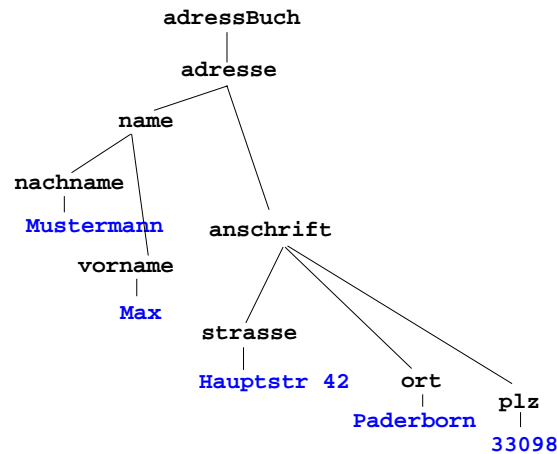 adressBuch
adresse
name
nachname
Mustermann
vorname
Max
anschrift
strasse
Hauptstr 42
ort
Paderborn
plz
33098